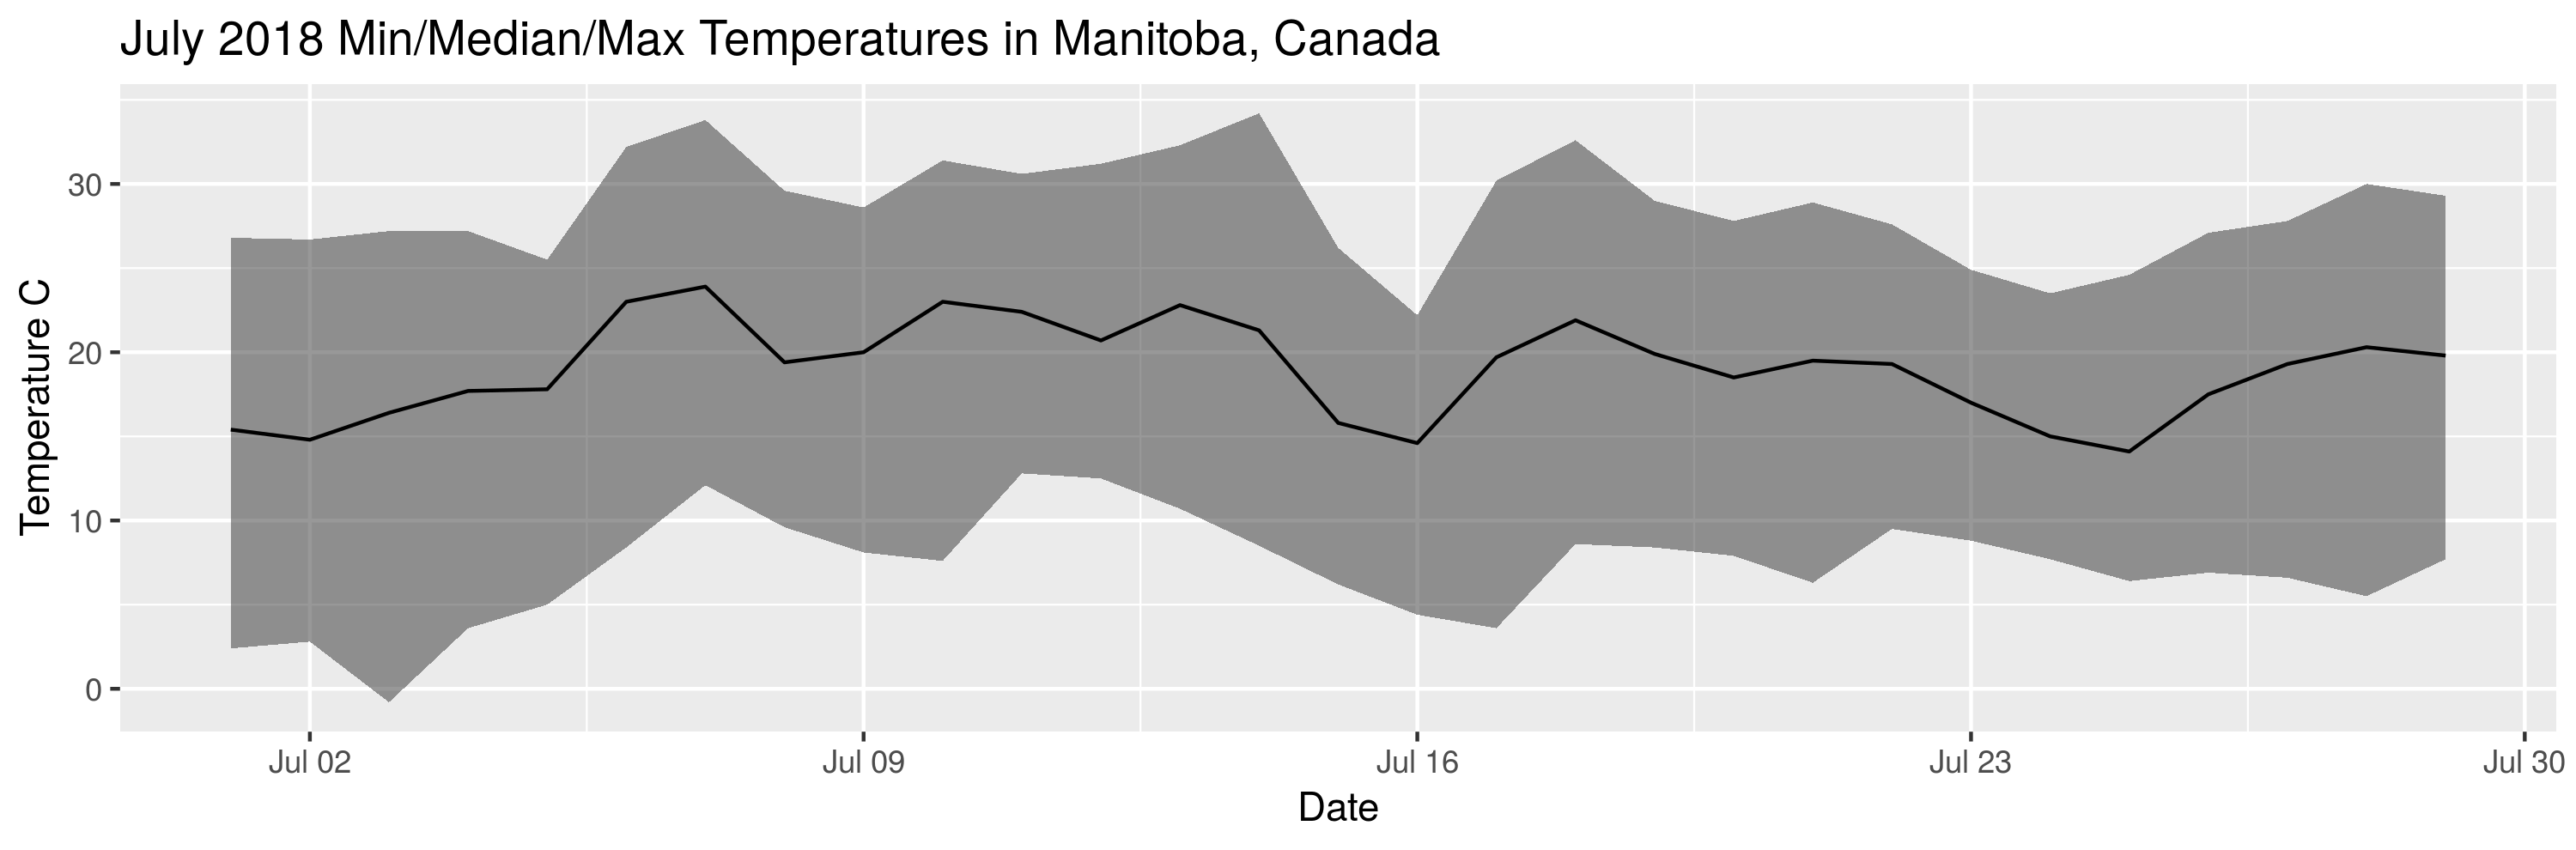 July 2018 Min/Median/Max Temperatures in Manitoba, Canada
Temperature C
30
20
10
0
Jul 02 Jul 09 Jul 16 Jul 23 Jul 30
Date